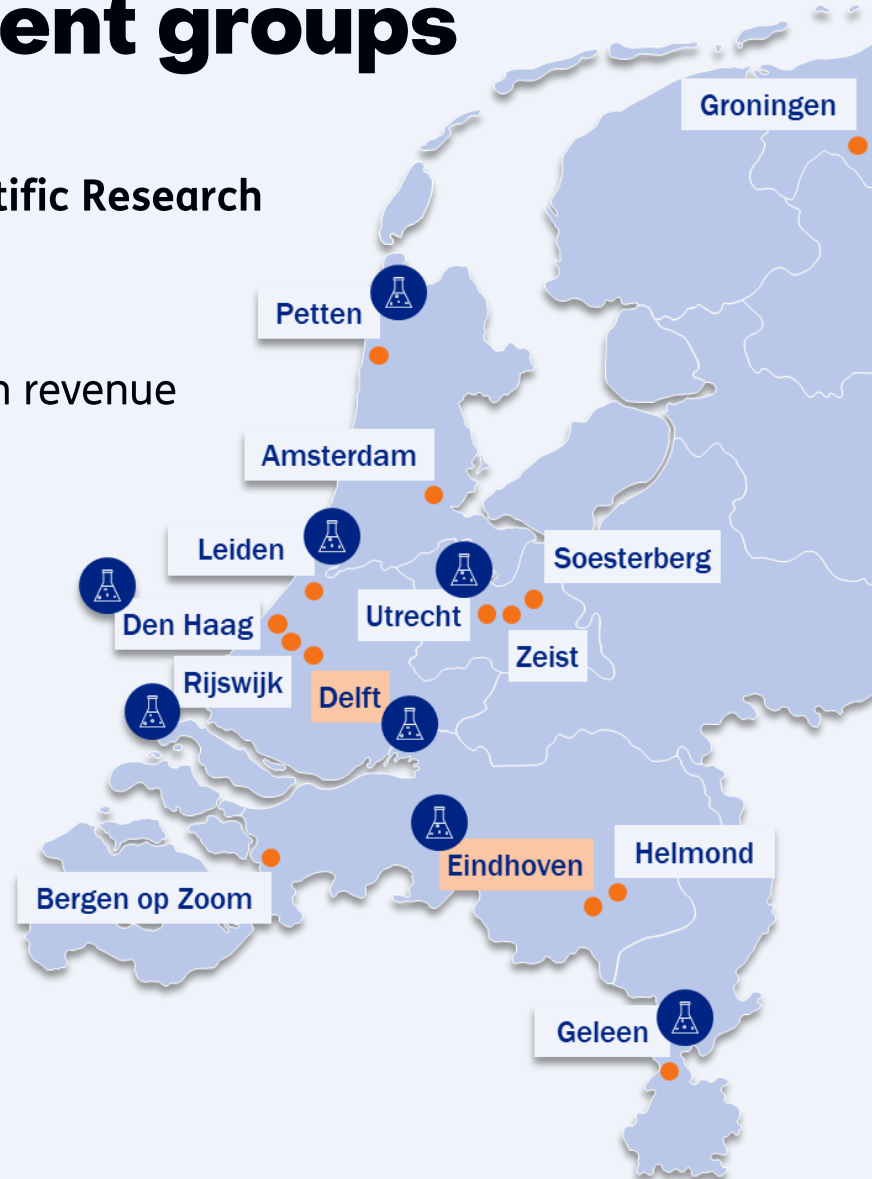 ent groups
Groningen
tific Research
Petten
n revenue
Amsterdam
Leiden
Soesterberg
Utrecht
Den Haag
Zeist
Rijswijk
Delft
Helmond
Eindhoven
Bergen op Zoom
Geleen